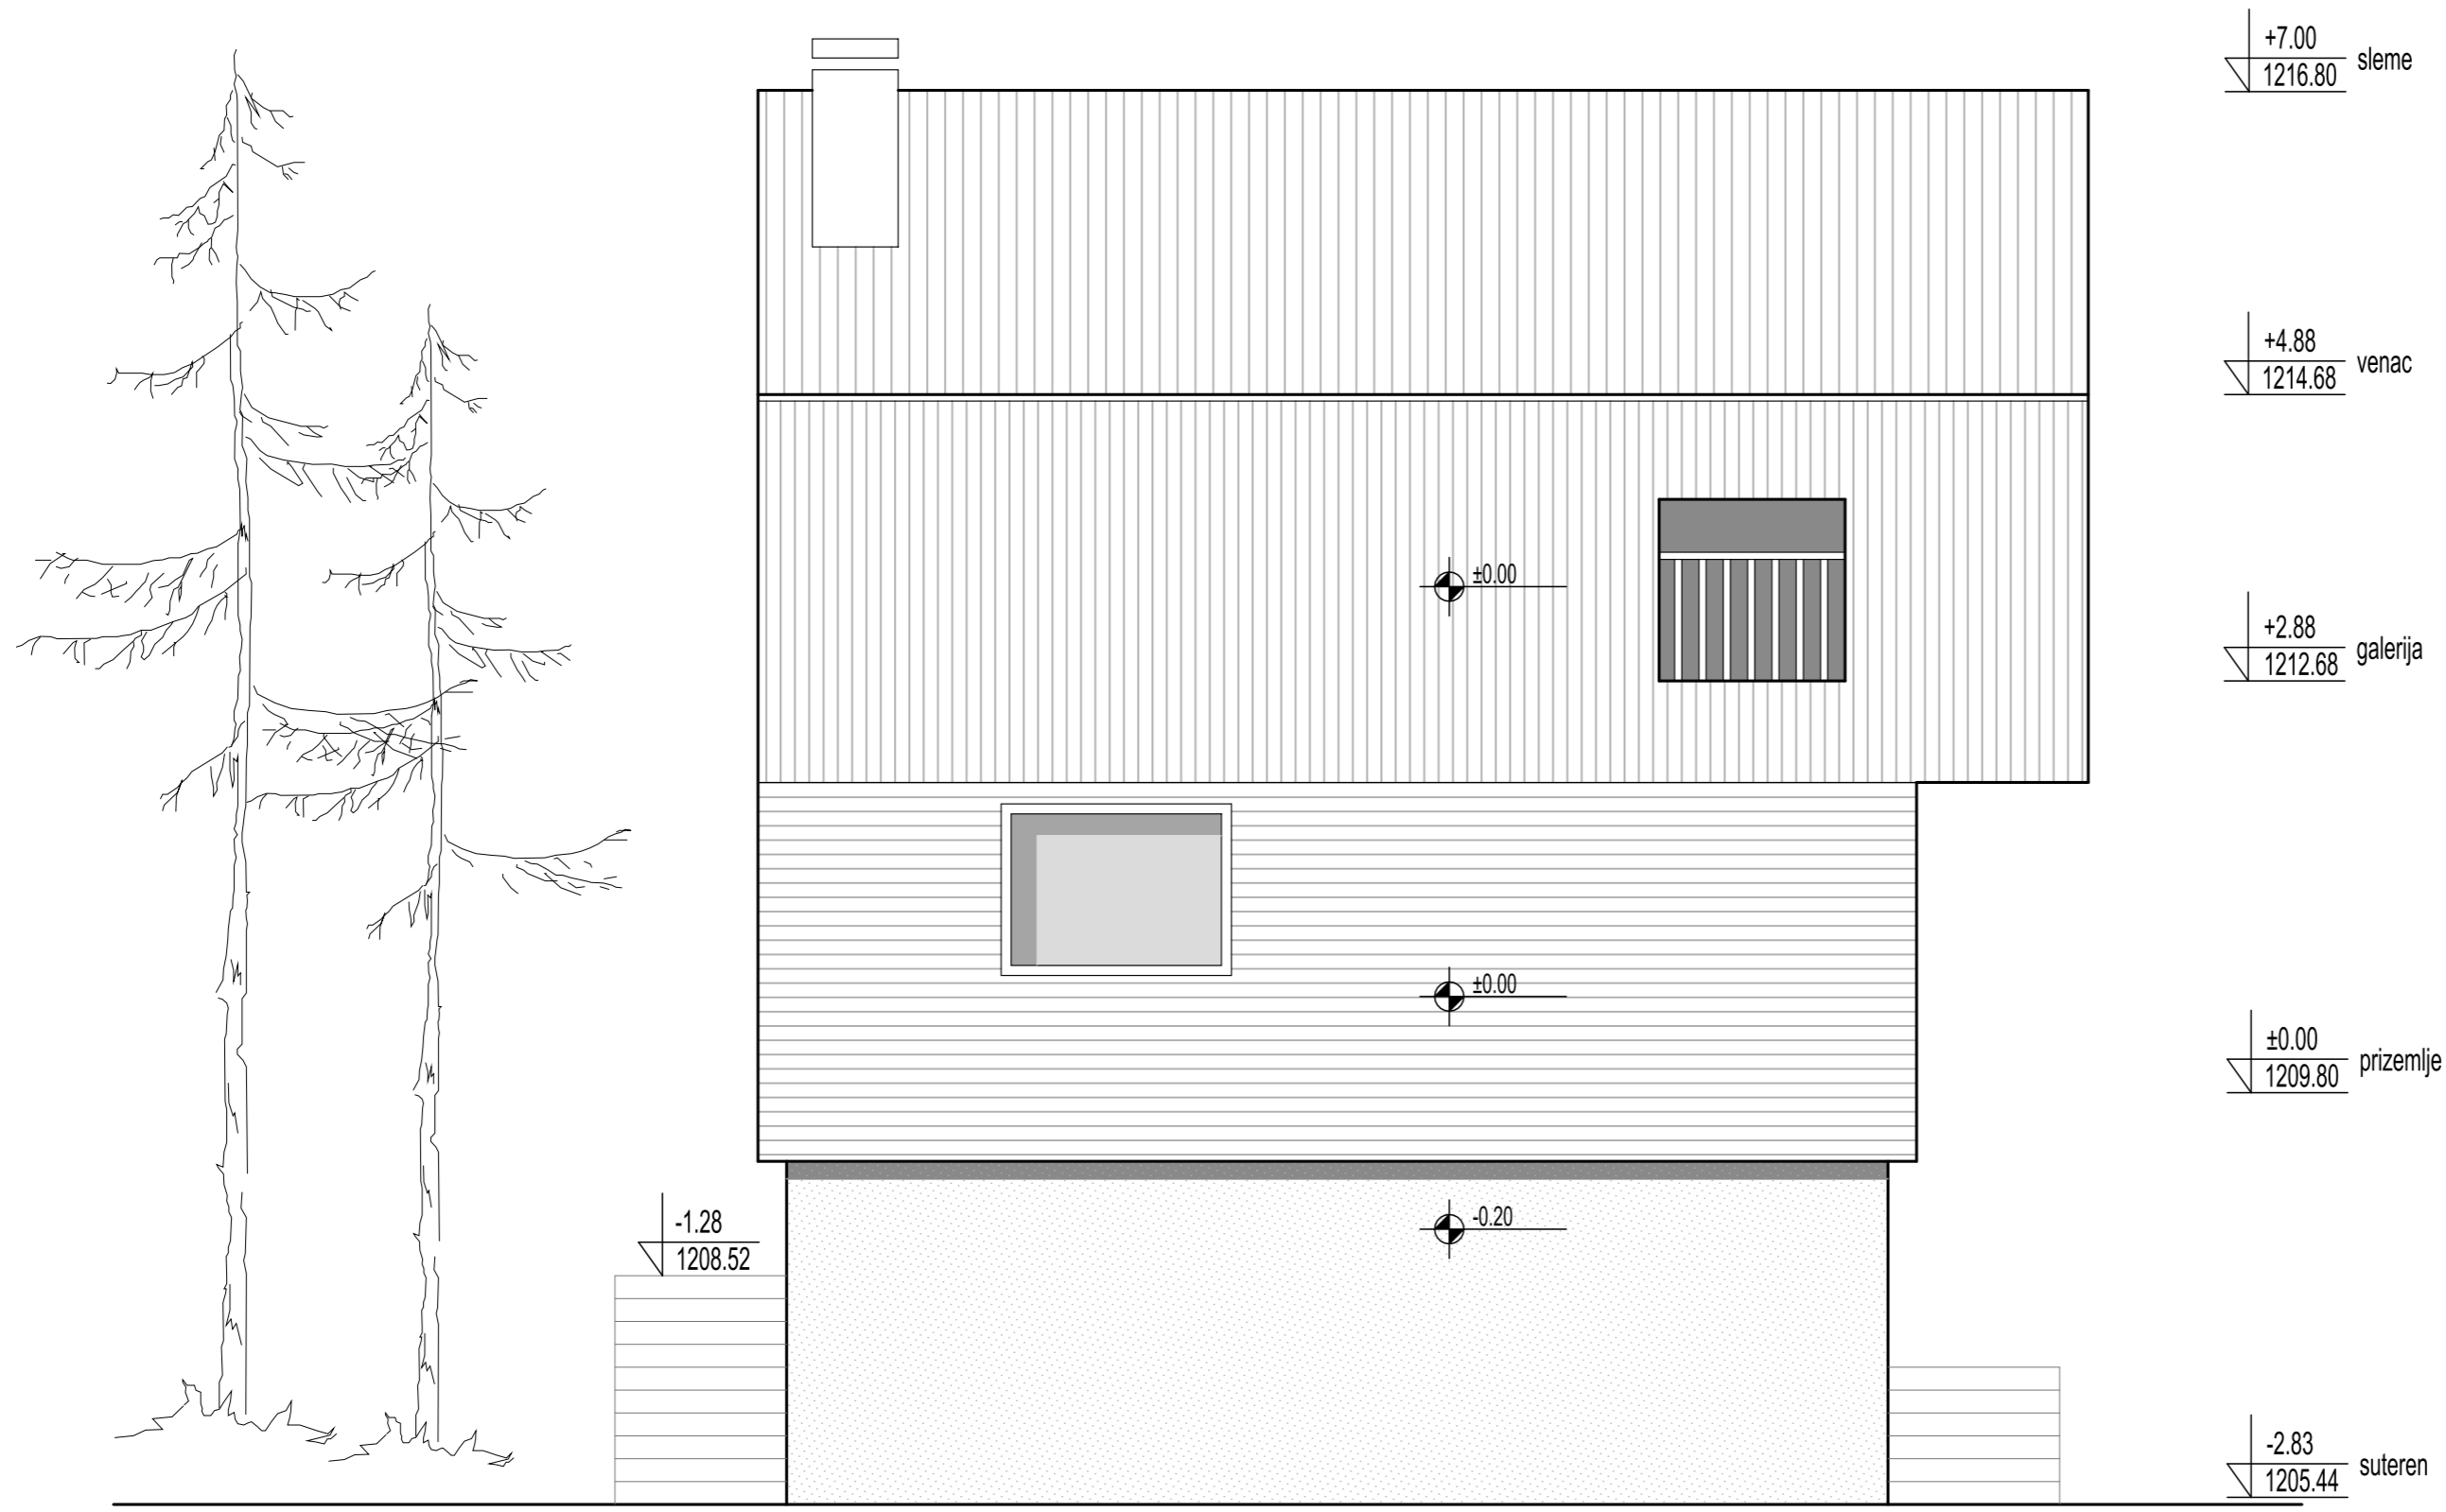 +7.00
1216.80 sleme
+4.88
1214.68 venac
±0.00
+2.88
1212.68 galerija
±0.00
±0.00
1209.80 prizemlje
-1.28
1208.52
-0.20
-2.83
1205.44 suteren